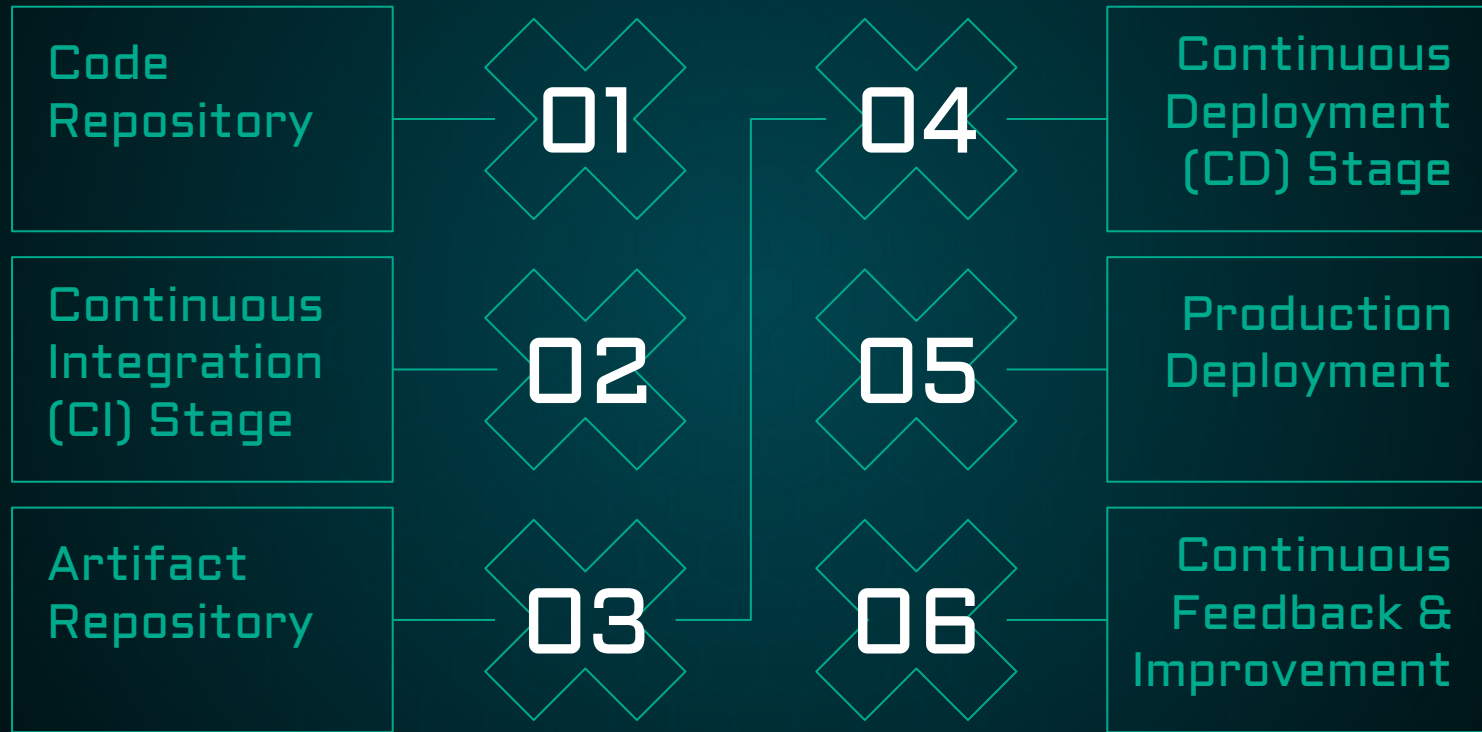 Code
Repository
01
Continuous
Integration
(CI) Stage
02
Artifact
Repository
03
04
Continuous
Deployment
(CD) Stage
05
Production
Deployment
06
Continuous
Feedback &
Improvement